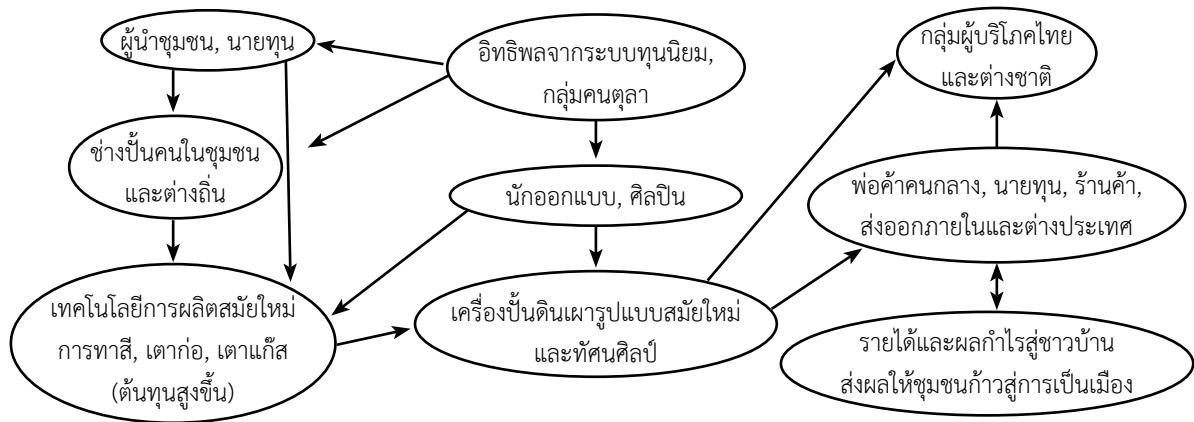 ผู้นำชุมชน, นายทุน
อิทธิพลจากระบบทุนนิยม,
กลุ่มคนตุลา
กลุ่มผู้บริโภคไทย
และต่างชาติ
ช่างปั้นคนในชุมชน
และต่างถิ่น
นักออกแบบ, ศิลปิน
พ่อค้าคนกลาง, นายทุน, ร้านค้า,
ส่งออกภายในและต่างประเทศ
เทคโนโลยีการผลิตสมัยใหม่
การทาสี, เตาก่อ, เตาแก๊ส
(ต้นทุนสูงขึ้น)
เครื่องปั้นดินเผารูปแบบสมัยใหม่
และทัศนศิลป์
รายได้และผลกำไรสู่ชาวบ้าน
ส่งผลให้ชุมชนก้าวสู่การเป็นเมือง